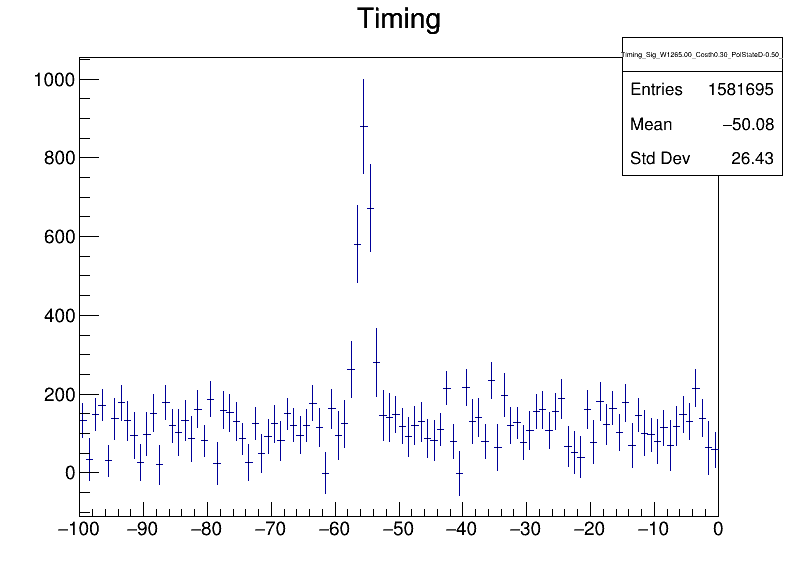 Timing
Timing_Sig_W1265.00_Costh0.30_PolStateD-0.50_
Entries 1581695
Mean −50.08
Std Dev 26.43
1000
800
600
400
200
0
−100 −90 −80 −70 −60 −50 −40 −30 −20 −10 0